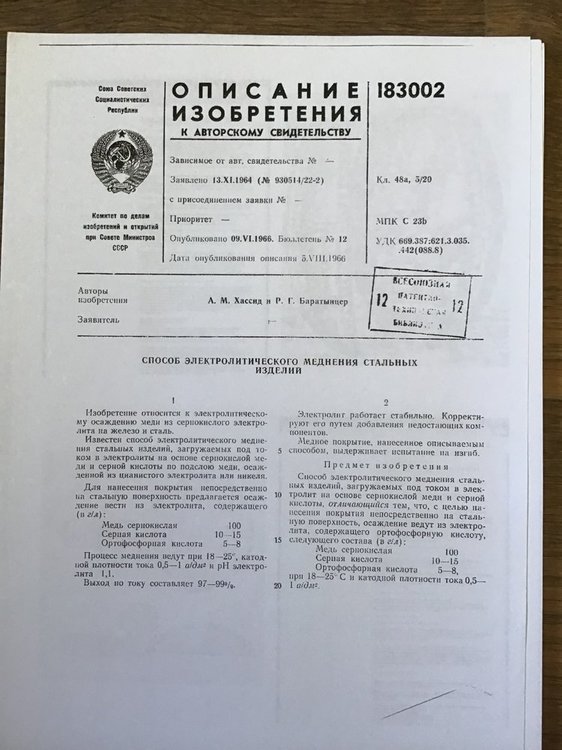 Союз Советских
Социалистических
Республик
Комитет по делам
изобретений и открытий
при Совете Министров
СССР
ОПИСАНИЕ
ИЗОБРЕТЕНИЯ
К АВТОРСКОМУ СВИДЕТЕЛЬСТВУ
183002
Зависимое от авт. свидетельства № —
Заявлено 13.XI.1964 (№ 930514/22-2)
с присоединением заявки № —
Приоритет —
Опубликовано 09.VI.1966. Бюллетень № 12
Дата опубликования описания 5.VIII.1966
Кл. 48а, 5/20
МПК С 23b
УДК 669.387:621.3.035.
.442(088.8)
Авторы
изобретения
А. М. Хассид и Р. Г. Баратынцер
Заявитель
—
ВСЕСОЮЗНАЯ
12
12
СПОСОБ ЭЛЕКТРОЛИТИЧЕСКОГО МЕДНЕНИЯ СТАЛЬНЫХ
ИЗДЕЛИЙ
1
Изобретение относится к электролитическо-
му осаждению меди из сернокислого электро-
лита на железо и сталь.
Известен способ электролитического медне-
ния стальных изделий, загружаемых под то-
ком в электролиты на основе сернокислой ме-
ди и серной кислоты по подслою меди, осаж-
денной из цианистого электролита или никеля.
Для нанесения покрытия непосредственно
на стальную поверхность предлагается осаж-
дение вести из электролита, содержащего
(в г/л):
Медь сернокислая 100
Серная кислота 10—15
Ортофосфорная кислота 5—8
Процесс меднения ведут при 18—25°, катод-
ной плотности тока 0,5—1 а/дм² и рН электро-
лита 1,1.
Выход по току составляет 97—99%.
2
Электролит работает стабильно. Корректи-
руют его путем добавления недостающих ком-
понентов.
Медное покрытие, нанесенное описываемым
5 способом, выдерживает испытание на изгиб.
Предмет изобретения
Способ электролитического меднения сталь-
ных изделий, загружаемых под током в элек-
10 тролит на основе сернокислой меди и серной
кислоты, отличающийся тем, что, с целью на-
несения покрытия непосредственно на сталь-
ную поверхность, осаждение ведут из электро-
лита, содержащего ортофосфорную кислоту,
15 следующего состава (в г/л):
Медь сернокислая 100
Серная кислота 10—15
Ортофосфорная кислота 5—8,
при 18—25° С и катодной плотности тока 0,5—
20 1 а/дм².